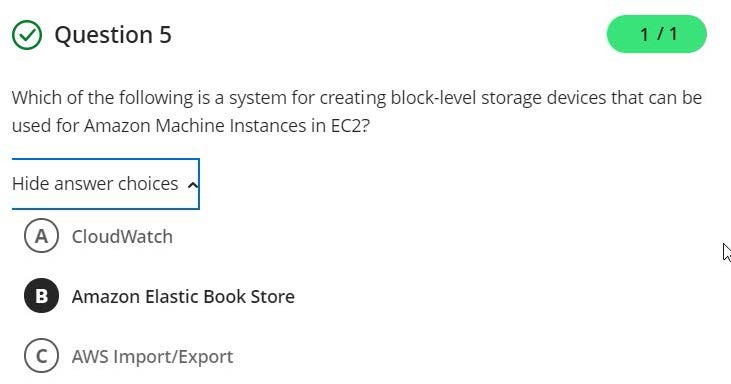 Question 5
1 / 1
Which of the following is a system for creating block-level storage devices that can be
used for Amazon Machine Instances in EC2?
Hide answer choices
A CloudWatch
B Amazon Elastic Book Store
C AWS Import/Export